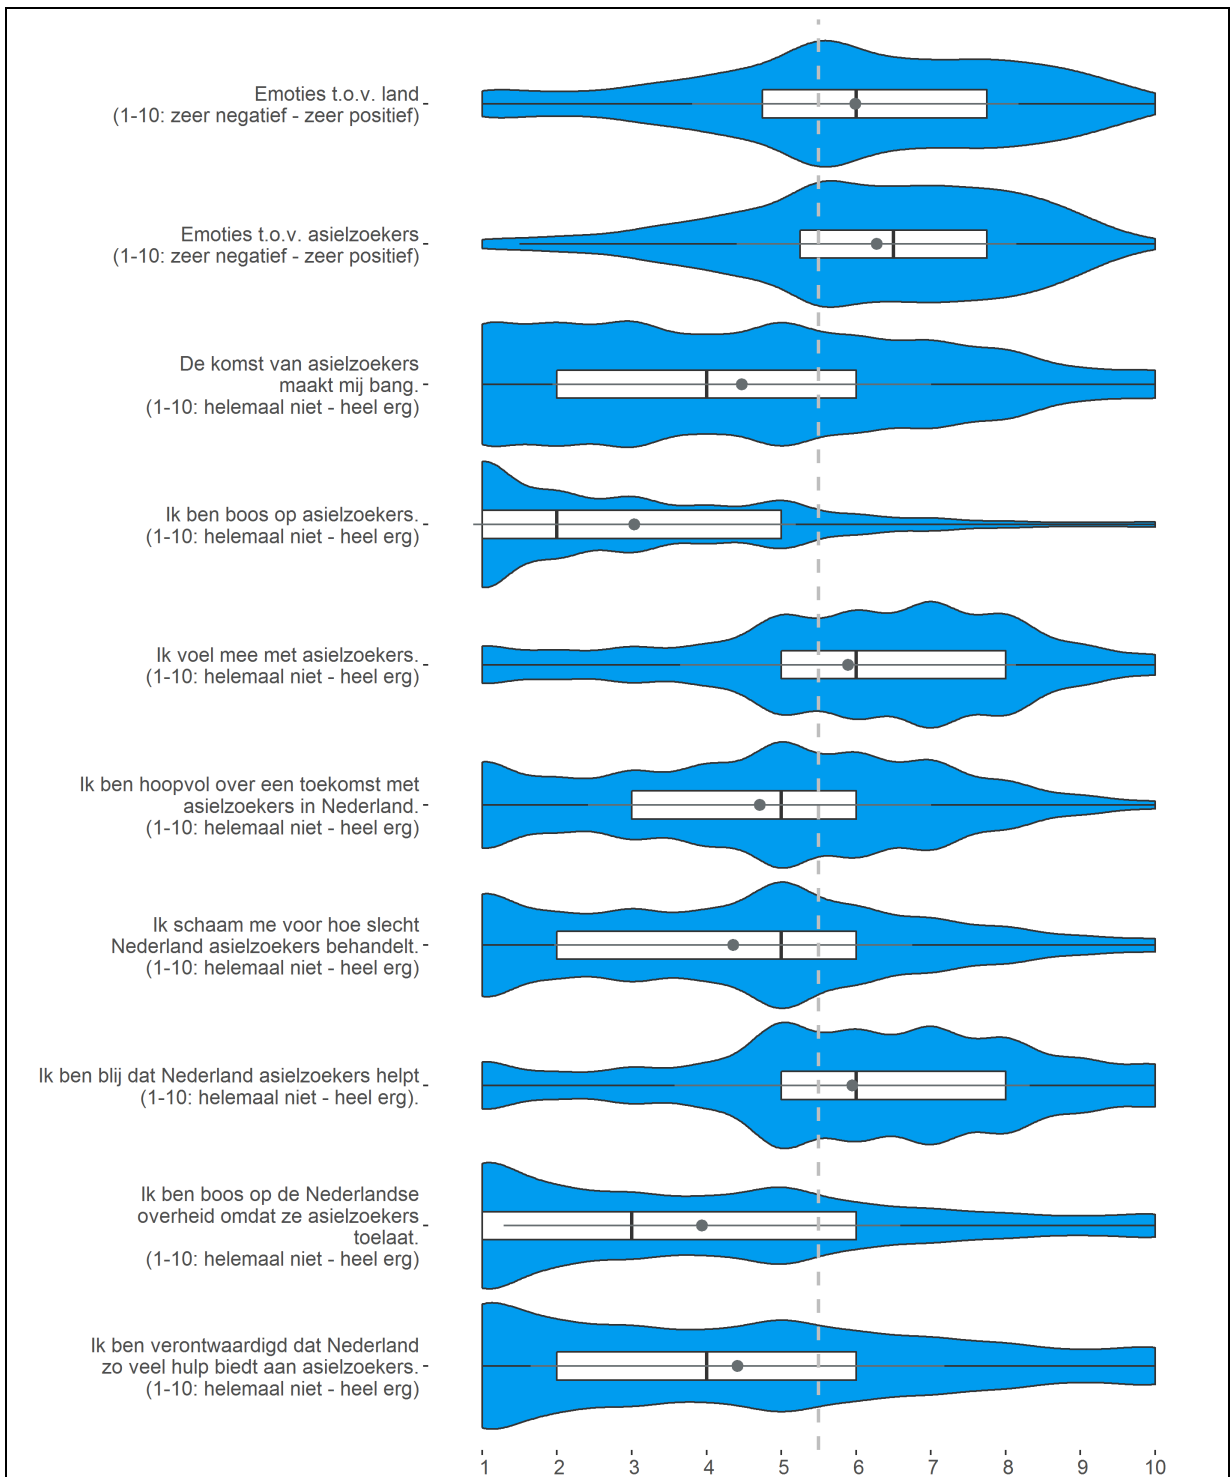 Emoties t.o.v. land
(1-10: zeer negatief - zeer positief)
Emoties t.o.v. asielzoekers
(1-10: zeer negatief - zeer positief)
De komst van asielzoekers
maakt mij bang.
(1-10: helemaal niet - heel erg)
Ik ben boos op asielzoekers.
(1-10: helemaal niet - heel erg)
Ik voel mee met asielzoekers.
(1-10: helemaal niet - heel erg)
Ik ben hoopvol over een toekomst met
asielzoekers in Nederland.
(1-10: helemaal niet - heel erg)
Ik schaam me voor hoe slecht
Nederland asielzoekers behandelt.
(1-10: helemaal niet - heel erg)
Ik ben blij dat Nederland asielzoekers helpt
(1-10: helemaal niet - heel erg).
Ik ben boos op de Nederlandse
overheid omdat ze asielzoekers
toelaat.
(1-10: helemaal niet - heel erg)
Ik ben verontwaardigd dat Nederland
zo veel hulp biedt aan asielzoekers.
(1-10: helemaal niet - heel erg)
1 2 3 4 5 6 7 8 9 10